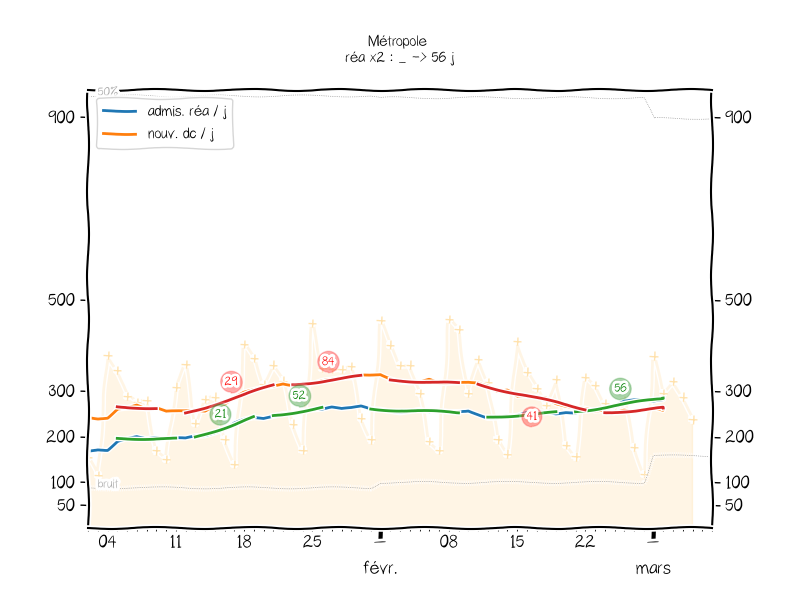 Métropole
réa x2 : _ -> 56 j
50%
admis. réa / j
nouv. dc / j
900
900
500
500
84
29
56
52
300
300
21
41
200
200
bruit
100
100
50
50
04 11 18 25 08 15 22
févr. mars